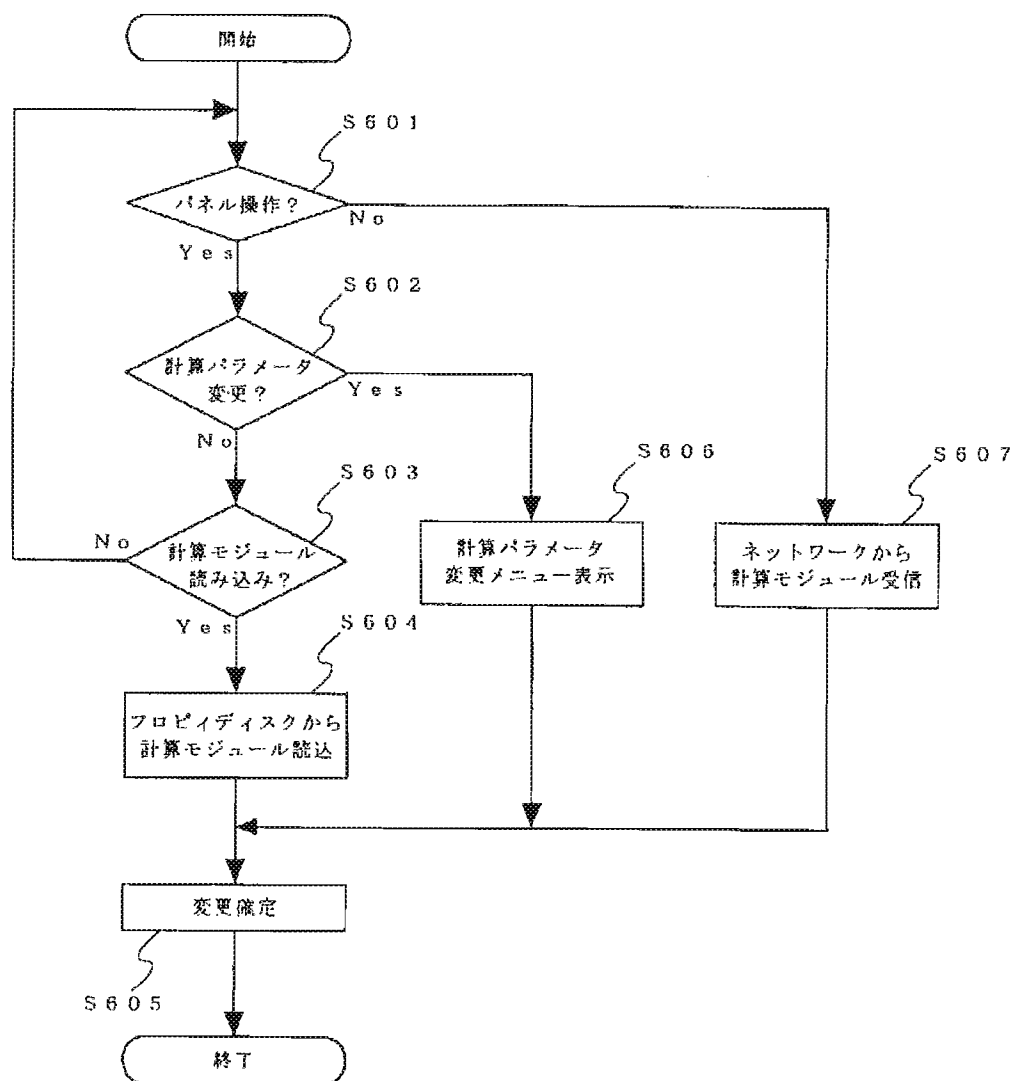 開始
S601
パネル操作?
No
Yes
S602
計算パラメータ
変更?
Yes
No
S603
計算モジュール
読み込み?
No
Yes
S604
フロピィディスクから
計算モジュール読込
S606
計算パラメータ
変更メニュー表示
S607
ネットワークから
計算モジュール受信
変更確定
S605
終了